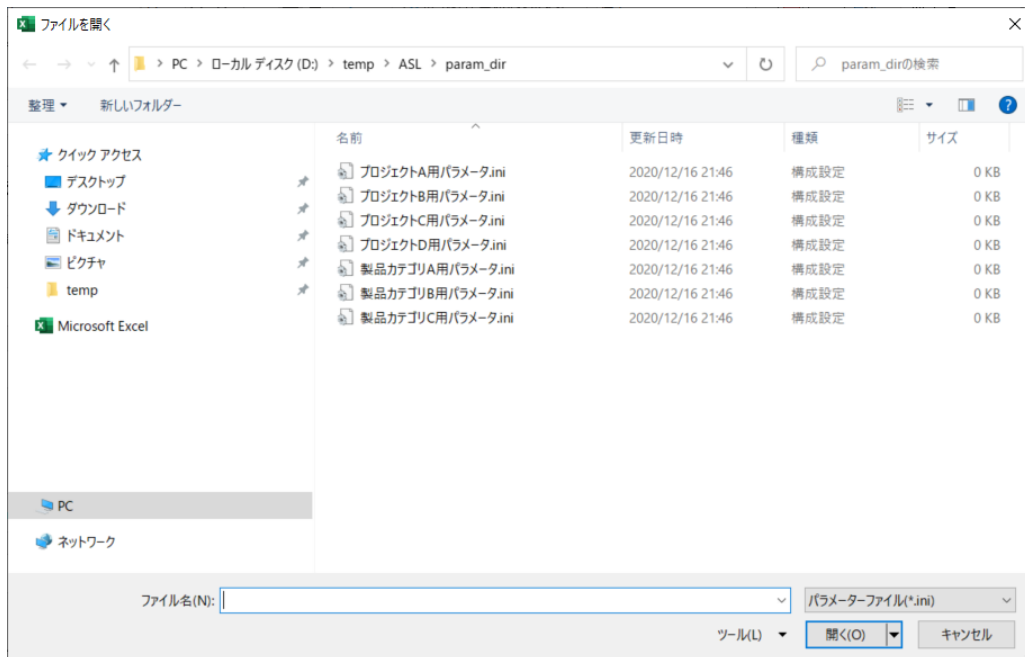 ファイルを開く
PC > ローカル ディスク (D:) > temp > ASL > param_dir
param_dirの検索
整理 新しいフォルダー
名前 更新日時 種類 サイズ
クイック アクセス
デスクトップ
ダウンロード
ドキュメント
ピクチャ
temp
Microsoft Excel
PC
ネットワーク
プロジェクトA用パラメータ.ini 2020/12/16 21:46 構成設定 0 KB
プロジェクトB用パラメータ.ini 2020/12/16 21:46 構成設定 0 KB
プロジェクトC用パラメータ.ini 2020/12/16 21:46 構成設定 0 KB
プロジェクトD用パラメータ.ini 2020/12/16 21:46 構成設定 0 KB
製品カテゴリA用パラメータ.ini 2020/12/16 21:46 構成設定 0 KB
製品カテゴリB用パラメータ.ini 2020/12/16 21:46 構成設定 0 KB
製品カテゴリC用パラメータ.ini 2020/12/16 21:46 構成設定 0 KB
ファイル名(N): パラメーターファイル(*.ini)
ツール(L) 開く(O) キャンセル